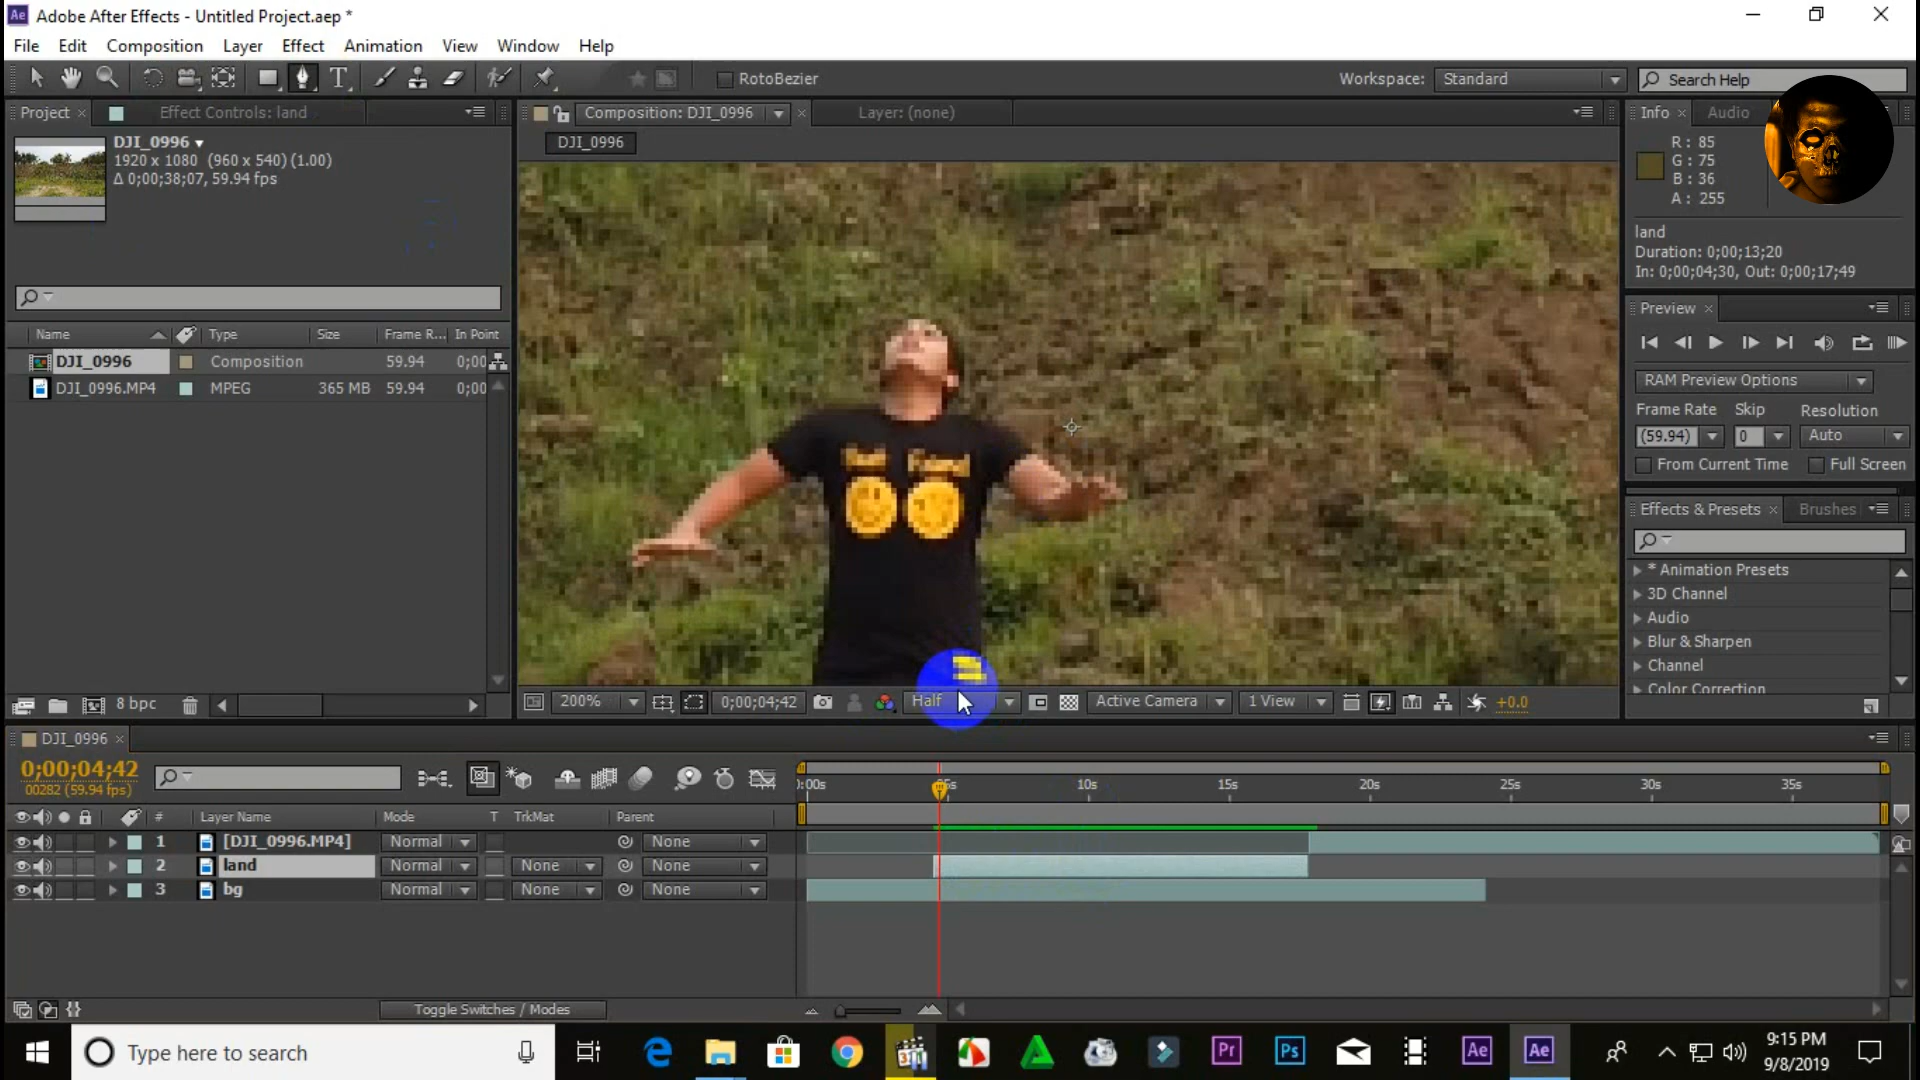 Adobe After Effects - Untitled Project.aep *
File Edit Composition Layer Effect Animation View Window Help
RotoBezier
Workspace: Standard
Search Help
Project
Effect Controls: land
DJI_0996
1920 x 1080 (960 x 540) (1.00)
Δ 0;00;38;07, 59.94 fps
Name Type Size Frame R... In Point
DJI_0996 Composition 59.94 0;00
DJI_0996.MP4 MPEG 365 MB 59.94 0;00
8 bpc
Composition: DJI_0996
Layer: (none)
DJI_0996
200%
0;00;04;42
Half
Active Camera
1 View
+0.0
Info Audio
R: 85
G: 75
B: 36
A: 255
land
Duration: 0;00;13;20
In: 0;00;04;30, Out: 0;00;17;49
Preview
RAM Preview Options
Frame Rate Skip Resolution
(59.94) 0 Auto
From Current Time Full Screen
Effects & Presets Brushes
* Animation Presets
3D Channel
Audio
Blur & Sharpen
Channel
Color Correction
DJI_0996
0;00;04;42
00282 (59.94 fps)
:00s 10s 15s 20s 25s 30s 35s
# Layer Name Mode T TrkMat Parent
1 [DJI_0996.MP4] Normal None
2 land Normal None None
3 bg Normal None None
Toggle Switches / Modes
Type here to search
Pr Ps Ae Ae
9:15 PM
9/8/2019